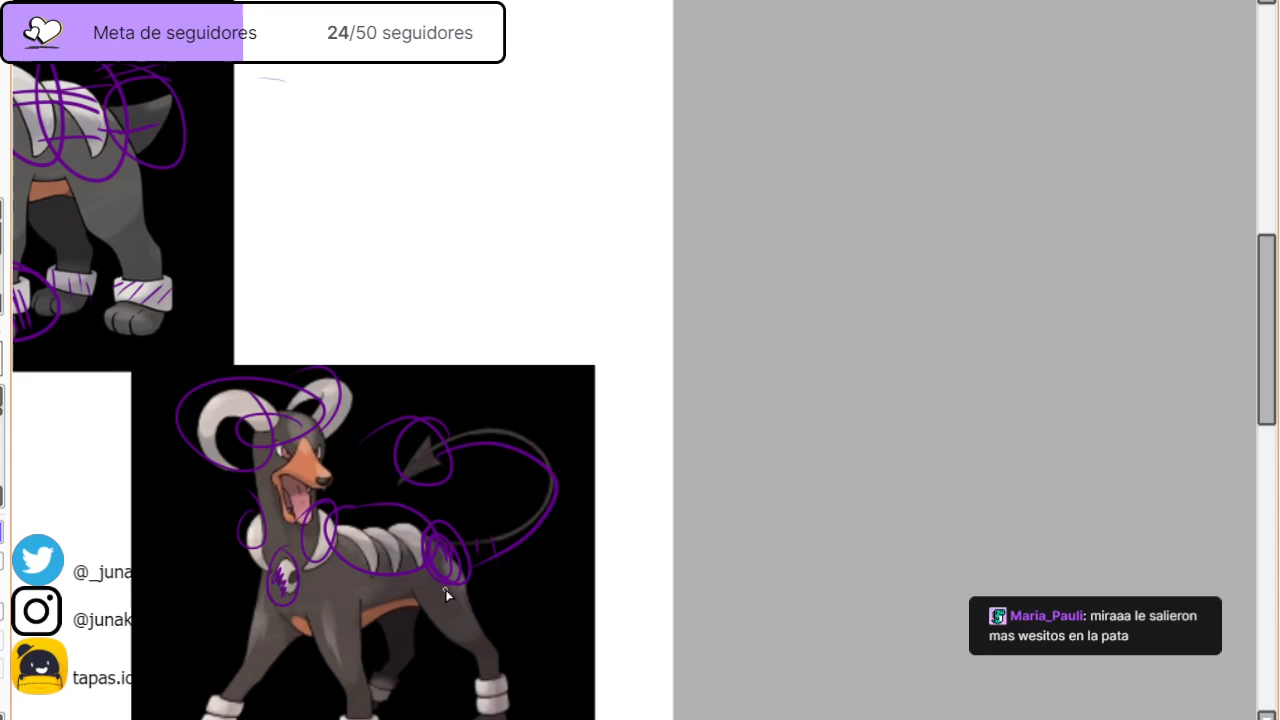 Meta de seguidores 24/50 seguidores
@_juna
@junak
tapas.io
Maria_Pauli: miraaa le salieron
mas wesitos en la pata